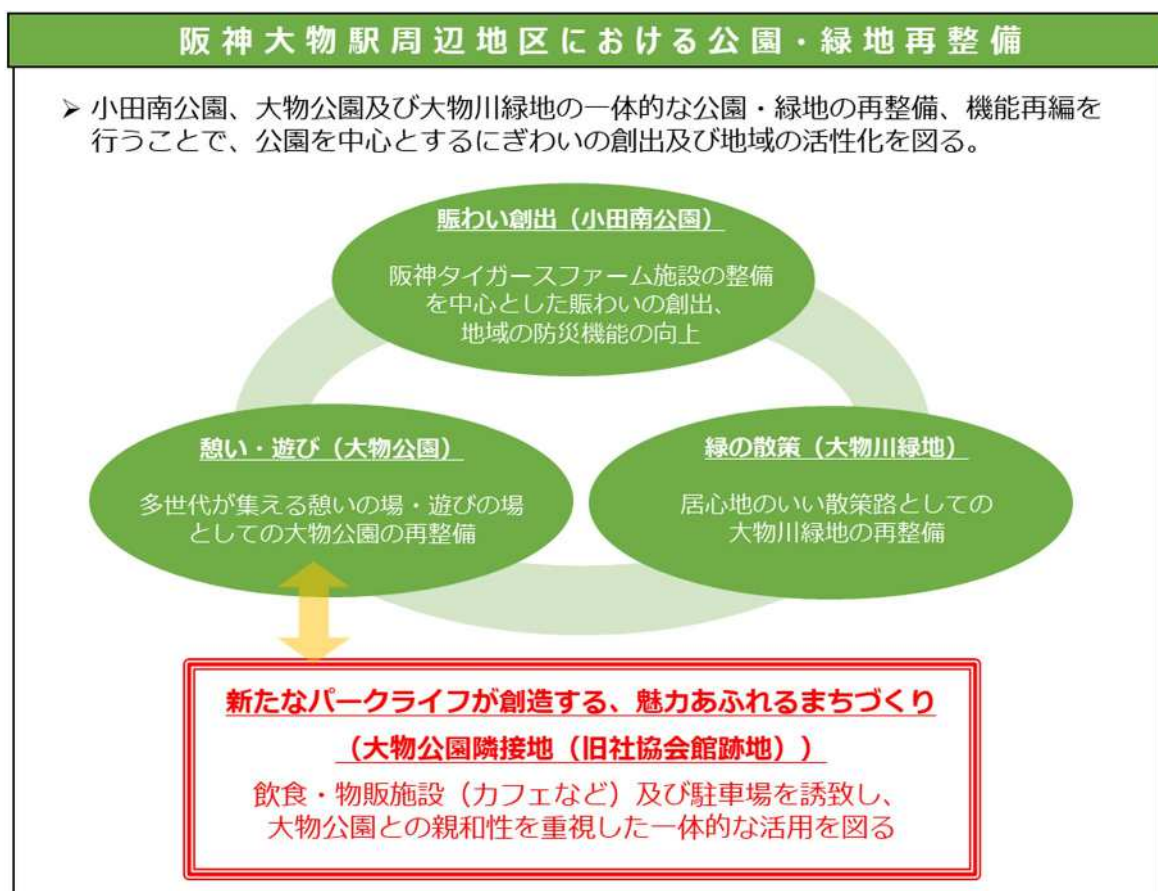 阪神大物駅周辺地区における公園・緑地再整備
➢ 小田南公園、大物公園及び大物川緑地の一体的な公園・緑地の再整備、機能再編を
行うことで、公園を中心とするにぎわいの創出及び地域の活性化を図る。
賑わい創出（小田南公園）
阪神タイガースファーム施設の整備
を中心とした賑わいの創出、
地域の防災機能の向上
憩い・遊び（大物公園）
多世代が集える憩いの場・遊びの場
としての大物公園の再整備
緑の散策（大物川緑地）
居心地のいい散策路としての
大物川緑地の再整備
新たなパークライフが創造する、魅力あふれるまちづくり
（大物公園隣接地（旧社協会館跡地））
飲食・物販施設（カフェなど）及び駐車場を誘致し、
大物公園との親和性を重視した一体的な活用を図る